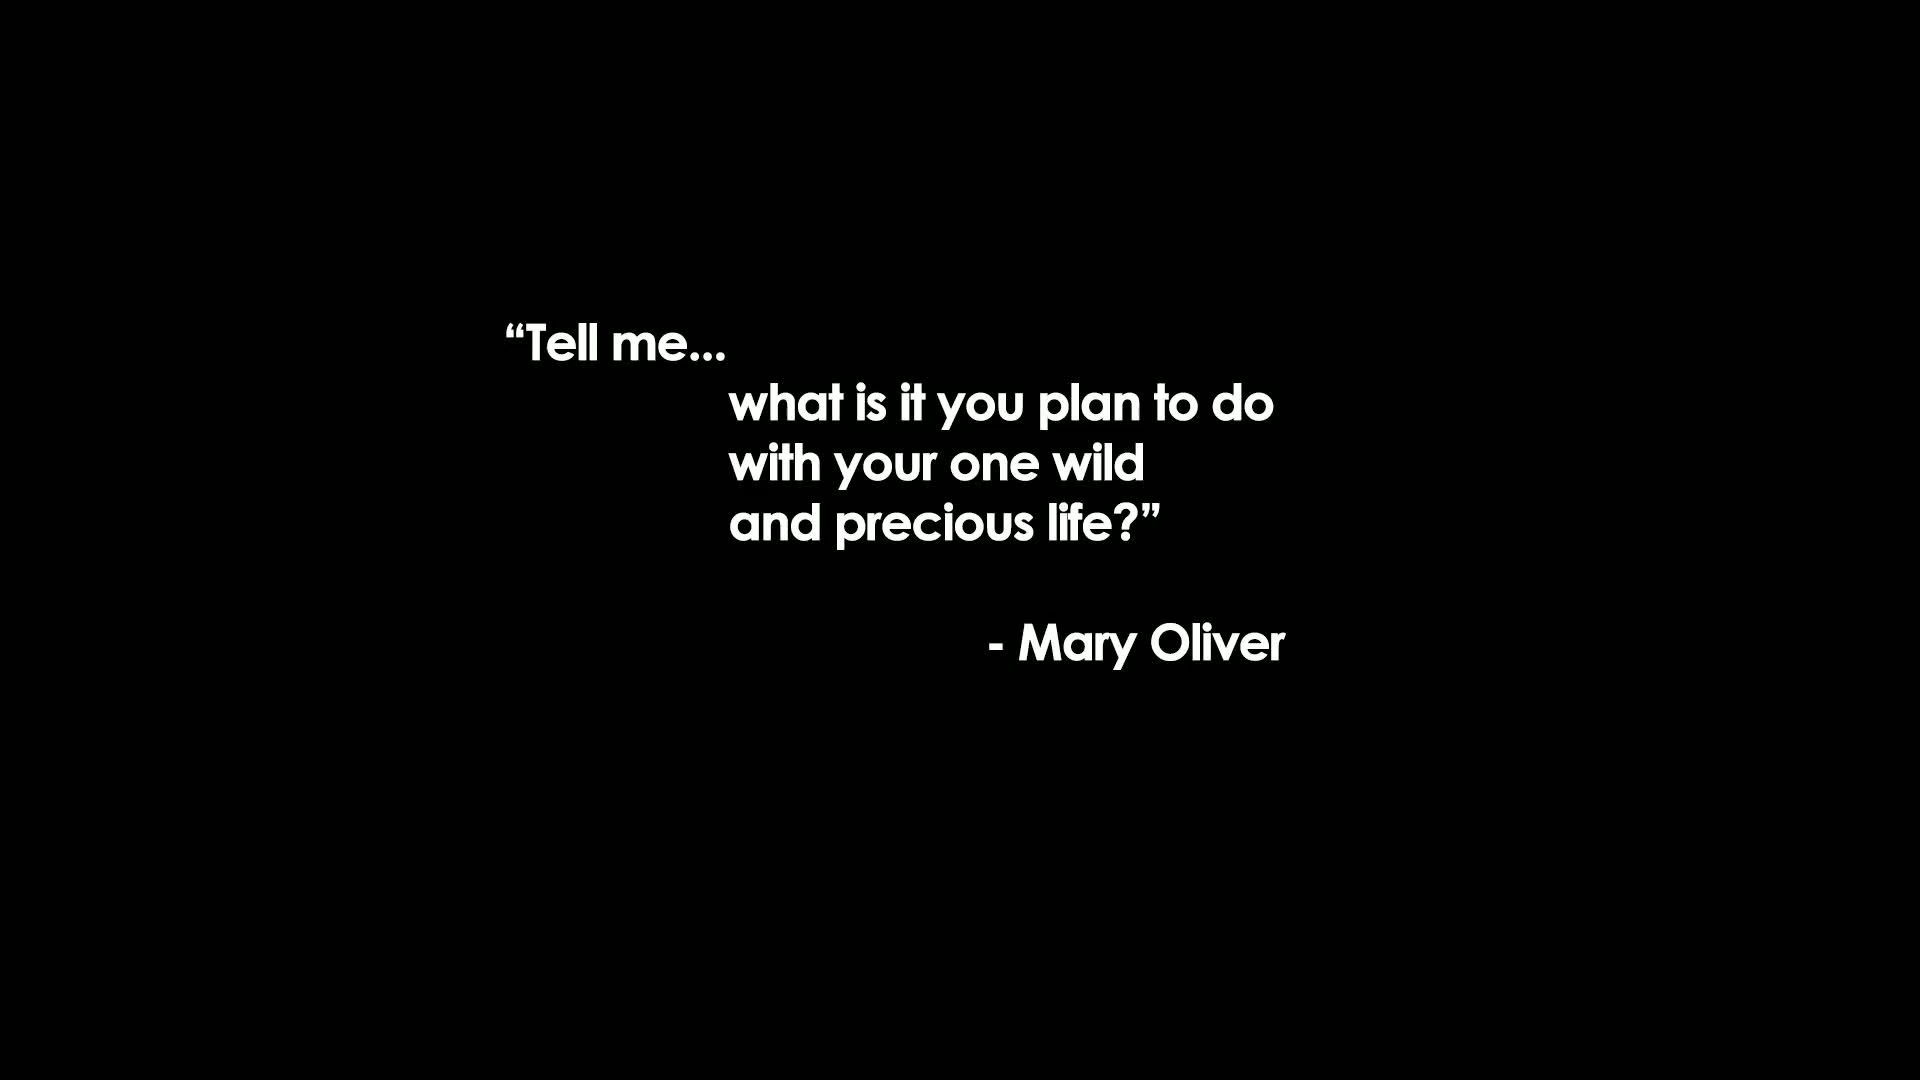 “Tell me...
what is it you plan to do
with your one wild
and precious life?”
- Mary Oliver